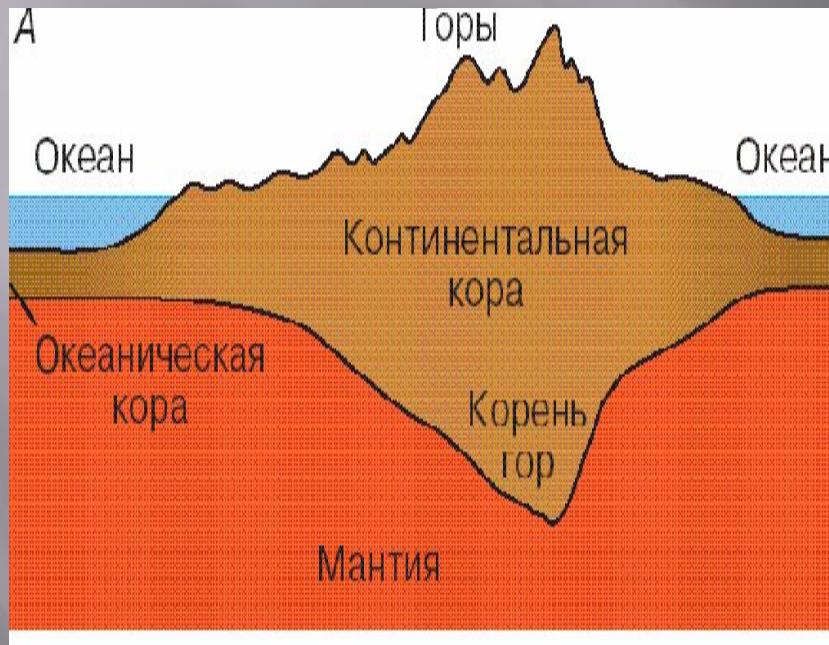 А
Горы
Океан
Океан
Континентальная
кора
Океаническая
кора
Корень
гор
Мантия